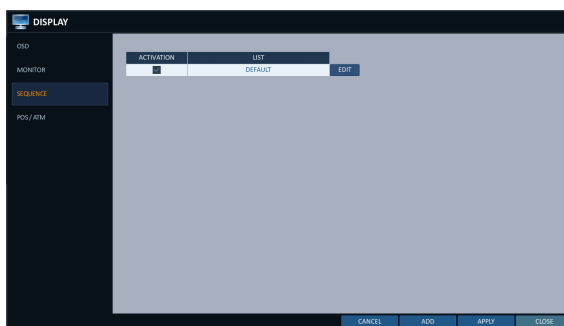 DISPLAY
OSD
MONITOR
SEQUENCE
POS / ATM
ACTIVATION LIST
DEFAULT EDIT
CANCEL ADD APPLY CLOSE